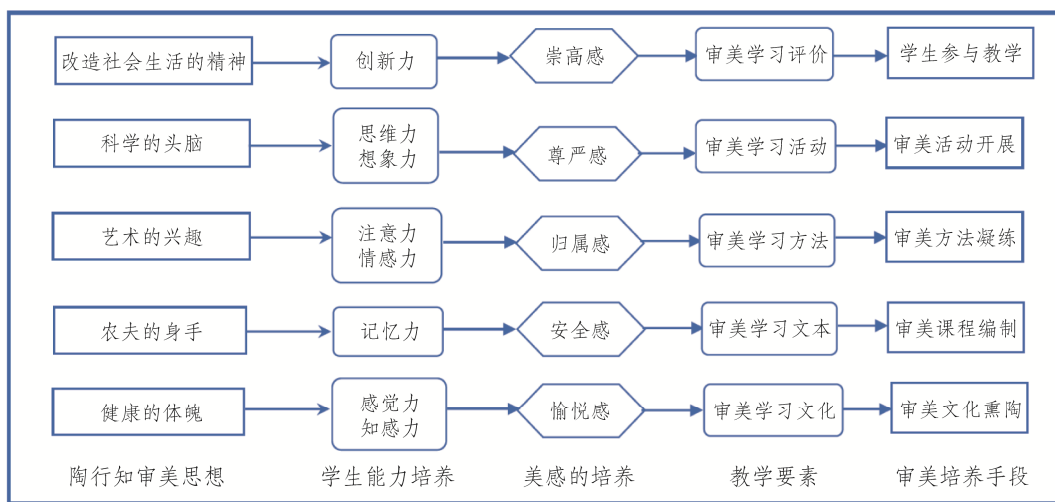 改造社会生活的精神
创新力
崇高感
审美学习评价
学生参与教学
科学的头脑
思维力
想象力
尊严感
审美学习活动
审美活动开展
艺术的兴趣
注意力
情感力
归属感
审美学习方法
审美方法凝练
农夫的身手
记忆力
安全感
审美学习文本
审美课程编制
健康的体魄
感觉力
知感力
愉悦感
审美学习文化
审美文化熏陶
陶行知审美思想
学生能力培养
美感的培养
教学要素
审美培养手段